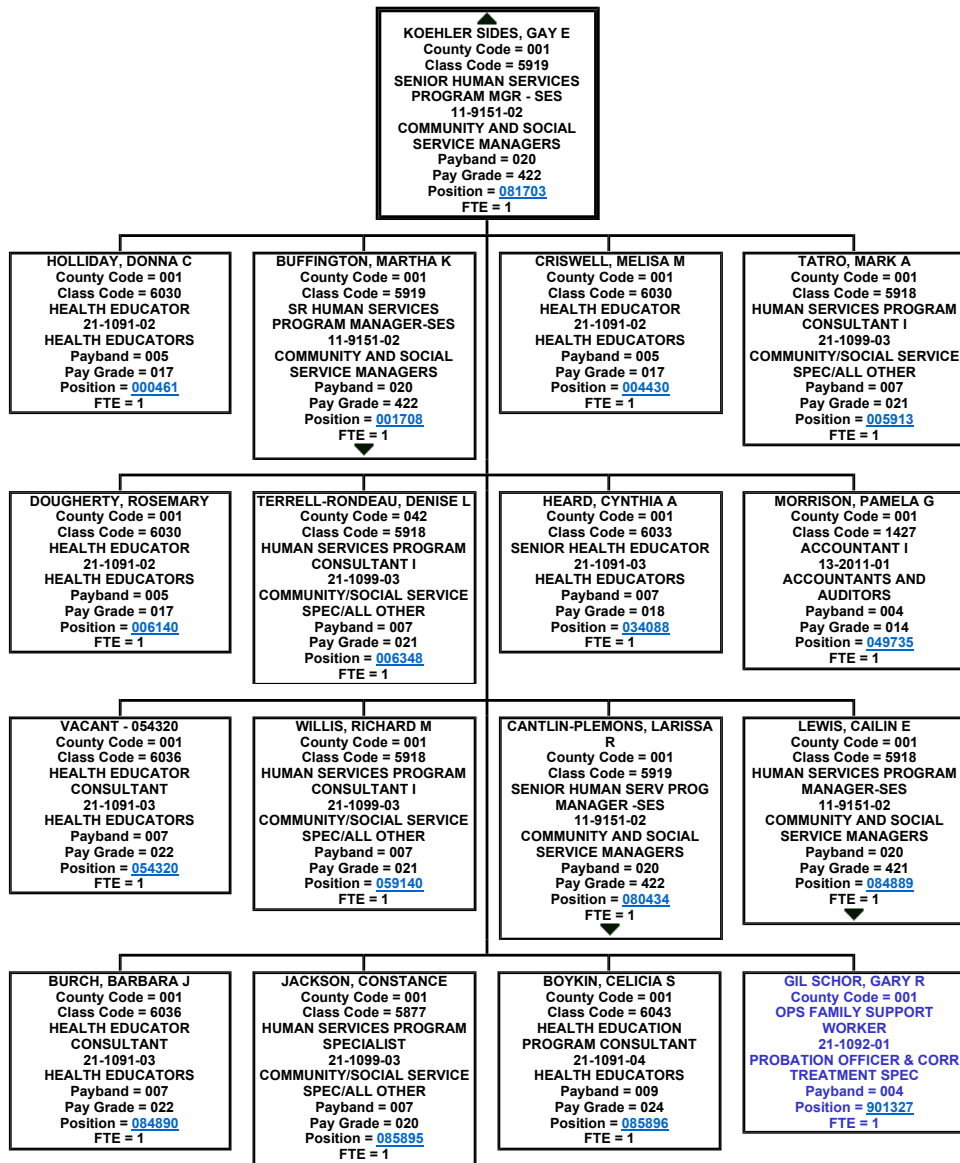 KOEHLER SIDES, GAY E
County Code = 001
Class Code = 5919
SENIOR HUMAN SERVICES
PROGRAM MGR - SES
11-9151-02
COMMUNITY AND SOCIAL
SERVICE MANAGERS
Payband = 020
Pay Grade = 422
Position = 081703
FTE = 1
HOLLIDAY, DONNA C
County Code = 001
Class Code = 6030
HEALTH EDUCATOR
21-1091-02
HEALTH EDUCATORS
Payband = 005
Pay Grade = 017
Position = 000461
FTE = 1
BUFFINGTON, MARTHA K
County Code = 001
Class Code = 5919
SR HUMAN SERVICES
PROGRAM MANAGER-SES
11-9151-02
COMMUNITY AND SOCIAL
SERVICE MANAGERS
Payband = 020
Pay Grade = 422
Position = 001708
FTE = 1
CRISWELL, MELISA M
County Code = 001
Class Code = 6030
HEALTH EDUCATOR
21-1091-02
HEALTH EDUCATORS
Payband = 005
Pay Grade = 017
Position = 004430
FTE = 1
TATRO, MARK A
County Code = 001
Class Code = 5918
HUMAN SERVICES PROGRAM
CONSULTANT I
21-1099-03
COMMUNITY/SOCIAL SERVICE
SPEC/ALL OTHER
Payband = 007
Pay Grade = 021
Position = 005913
FTE = 1
DOUGHERTY, ROSEMARY
County Code = 001
Class Code = 6030
HEALTH EDUCATOR
21-1091-02
HEALTH EDUCATORS
Payband = 005
Pay Grade = 017
Position = 006140
FTE = 1
TERRELL-RONDEAU, DENISE L
County Code = 042
Class Code = 5918
HUMAN SERVICES PROGRAM
CONSULTANT I
21-1099-03
COMMUNITY/SOCIAL SERVICE
SPEC/ALL OTHER
Payband = 007
Pay Grade = 021
Position = 006348
FTE = 1
HEARD, CYNTHIA A
County Code = 001
Class Code = 6033
SENIOR HEALTH EDUCATOR
21-1091-03
HEALTH EDUCATORS
Payband = 007
Pay Grade = 018
Position = 034088
FTE = 1
MORRISON, PAMELA G
County Code = 001
Class Code = 1427
ACCOUNTANT I
13-2011-01
ACCOUNTANTS AND
AUDITORS
Payband = 004
Pay Grade = 014
Position = 049735
FTE = 1
VACANT - 054320
County Code = 001
Class Code = 6036
HEALTH EDUCATOR
CONSULTANT
21-1091-03
HEALTH EDUCATORS
Payband = 007
Pay Grade = 022
Position = 054320
FTE = 1
WILLIS, RICHARD M
County Code = 001
Class Code = 5918
HUMAN SERVICES PROGRAM
CONSULTANT I
21-1099-03
COMMUNITY/SOCIAL SERVICE
SPEC/ALL OTHER
Payband = 007
Pay Grade = 021
Position = 059140
FTE = 1
CANTLIN-PLEMONS, LARISSA
R
County Code = 001
Class Code = 5919
SENIOR HUMAN SERV PROG
MANAGER -SES
11-9151-02
COMMUNITY AND SOCIAL
SERVICE MANAGERS
Payband = 020
Pay Grade = 422
Position = 080434
FTE = 1
LEWIS, CAILIN E
County Code = 001
Class Code = 5918
HUMAN SERVICES PROGRAM
MANAGER-SES
11-9151-02
COMMUNITY AND SOCIAL
SERVICE MANAGERS
Payband = 020
Pay Grade = 421
Position = 084889
FTE = 1
BURCH, BARBARA J
County Code = 001
Class Code = 6036
HEALTH EDUCATOR
CONSULTANT
21-1091-03
HEALTH EDUCATORS
Payband = 007
Pay Grade = 022
Position = 084890
FTE = 1
JACKSON, CONSTANCE
County Code = 001
Class Code = 5877
HUMAN SERVICES PROGRAM
SPECIALIST
21-1099-03
COMMUNITY/SOCIAL SERVICE
SPEC/ALL OTHER
Payband = 007
Pay Grade = 020
Position = 085895
FTE = 1
BOYKIN, CELICIA S
County Code = 001
Class Code = 6043
HEALTH EDUCATION
PROGRAM CONSULTANT
21-1091-04
HEALTH EDUCATORS
Payband = 009
Pay Grade = 024
Position = 085896
FTE = 1
GIL SCHOR, GARY R
County Code = 001
OPS FAMILY SUPPORT
WORKER
21-1092-01
PROBATION OFFICER & CORR
TREATMENT SPEC
Payband = 004
Position = 901327
FTE = 1